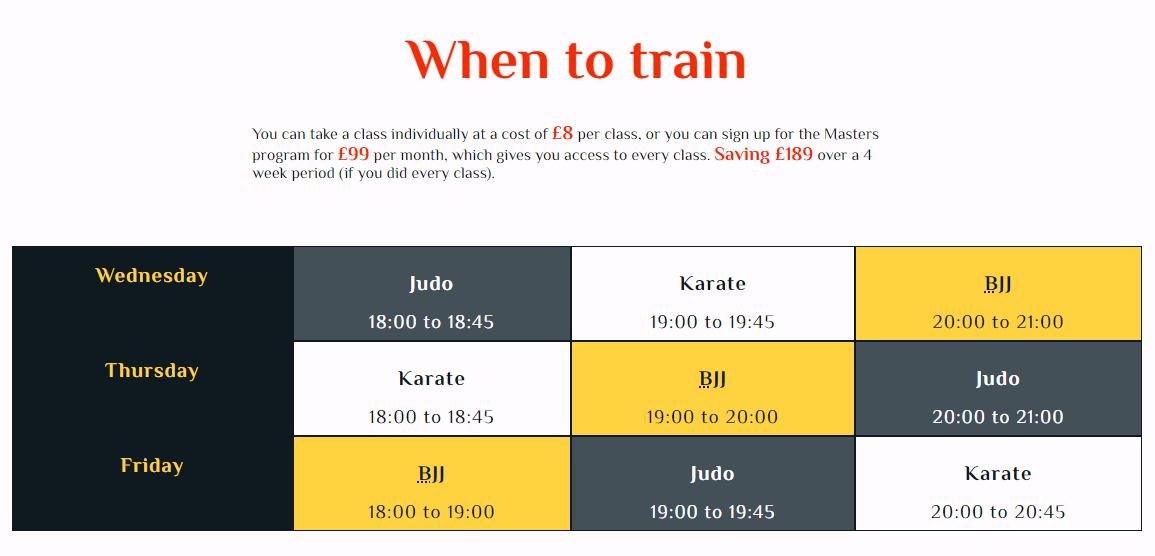 When to train
You can take a class individually at a cost of £8 per class, or you can sign up for the Masters
program for £99 per month, which gives you access to every class. Saving £189 over a 4
week period (if you did every class).
Wednesday
Judo
18:00 to 18:45
Karate
19:00 to 19:45
BJJ
20:00 to 21:00
Thursday
Karate
18:00 to 18:45
BJJ
19:00 to 20:00
Judo
20:00 to 21:00
Friday
BJJ
18:00 to 19:00
Judo
19:00 to 19:45
Karate
20:00 to 20:45